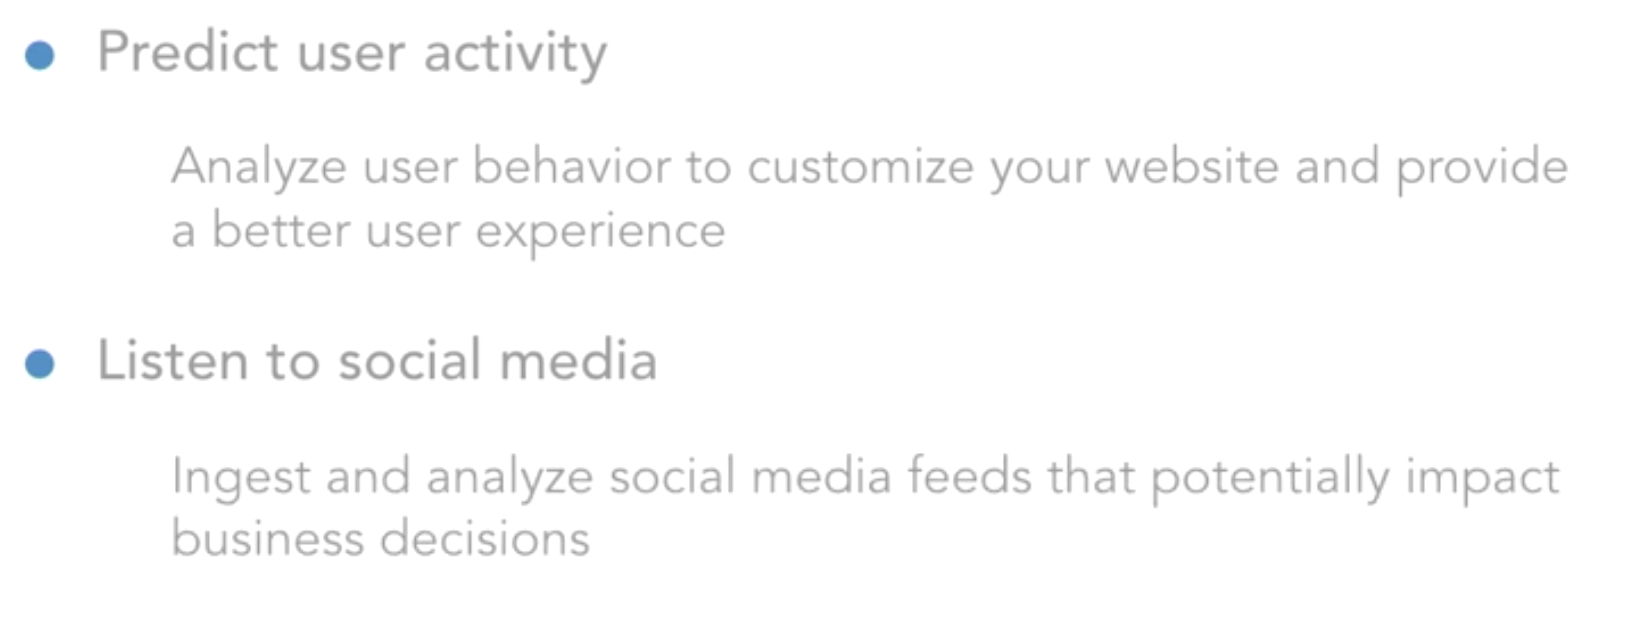 Predict user activity
Analyze user behavior to customize your website and provide
a better user experience
Listen to social media
Ingest and analyze social media feeds that potentially impact
business decisions